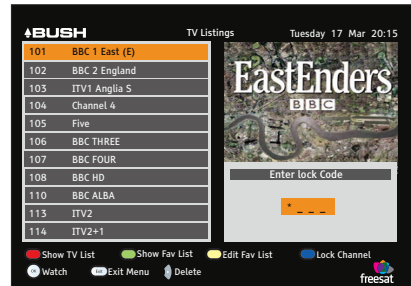 BUSH TV Listings Tuesday 17 Mar 20:15
101 BBC 1 East (E)
102 BBC 2 England
103 ITV1 Anglia S
104 Channel 4
105 Five
106 BBC THREE
107 BBC FOUR
108 BBC HD
110 BBC ALBA
113 ITV2
114 ITV2+1
EastEnders
BBC
Enter lock Code
* _ _ _
Show TV List Show Fav List Edit Fav List Lock Channel
OK Watch EXIT Exit Menu Delete
freesat